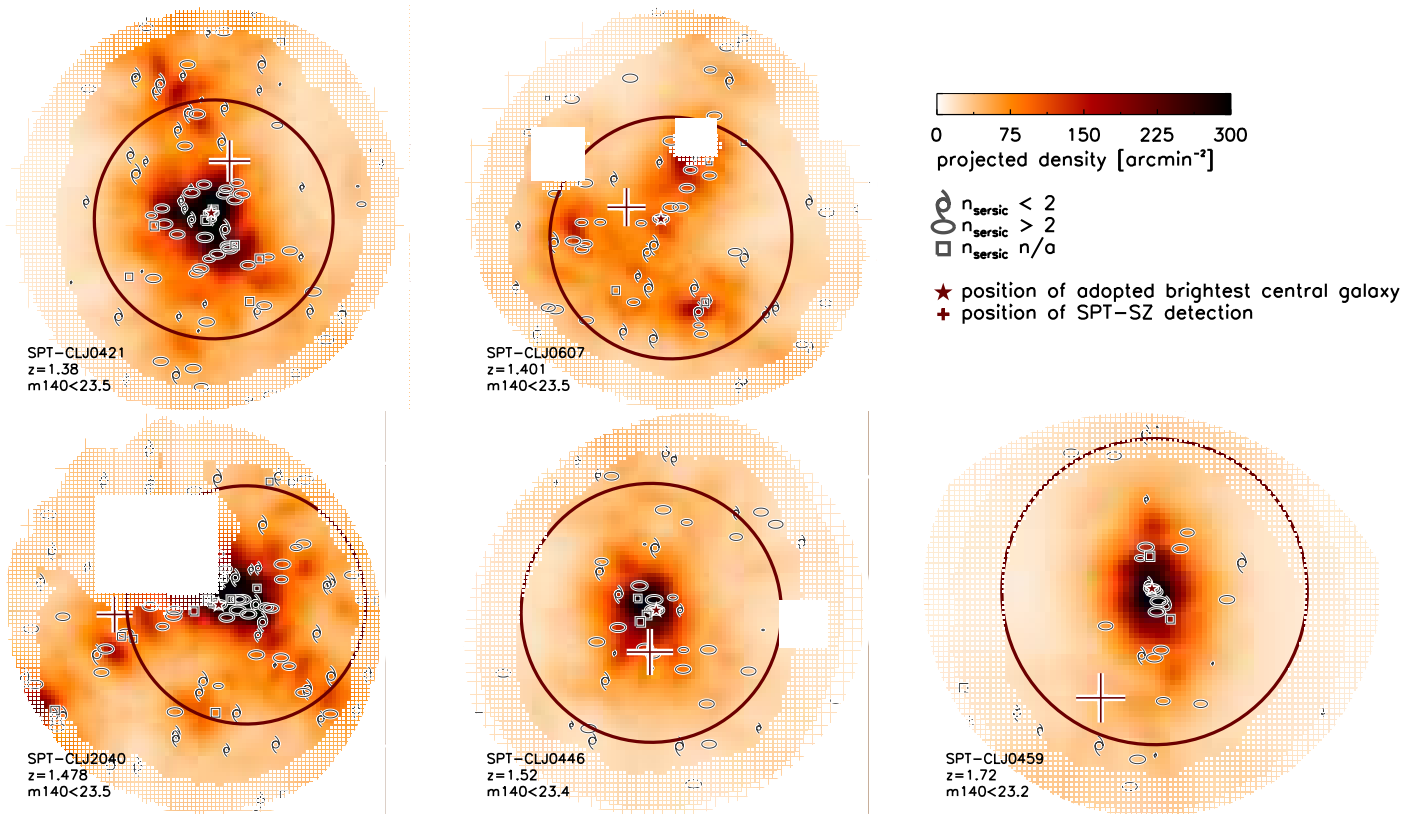 0 75 150 225 300
projected density [arcmin⁻²]
n_sersic < 2
n_sersic > 2
n_sersic n/a
position of adopted brightest central galaxy
position of SPT-SZ detection
SPT-CLJ0421
z=1.38
m140<23.5
SPT-CLJ0607
z=1.401
m140<23.5
SPT-CLJ2040
z=1.478
m140<23.5
SPT-CLJ0446
z=1.52
m140<23.4
SPT-CLJ0459
z=1.72
m140<23.2